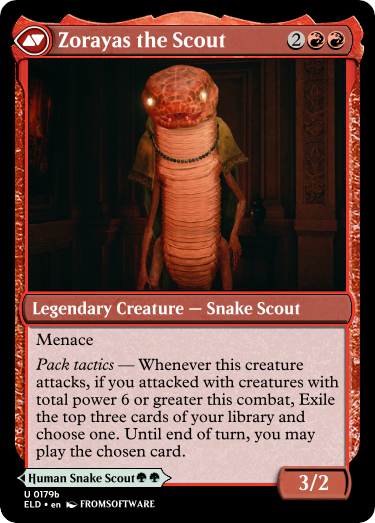 Zorayas the Scout 2
Legendary Creature — Snake Scout
Menace
Pack tactics — Whenever this creature
attacks, if you attacked with creatures with
total power 6 or greater this combat, Exile
the top three cards of your library and
choose one. Until end of turn, you may
play the chosen card.
Human Snake Scout
3/2
U 0179b
ELD • en FROMSOFTWARE